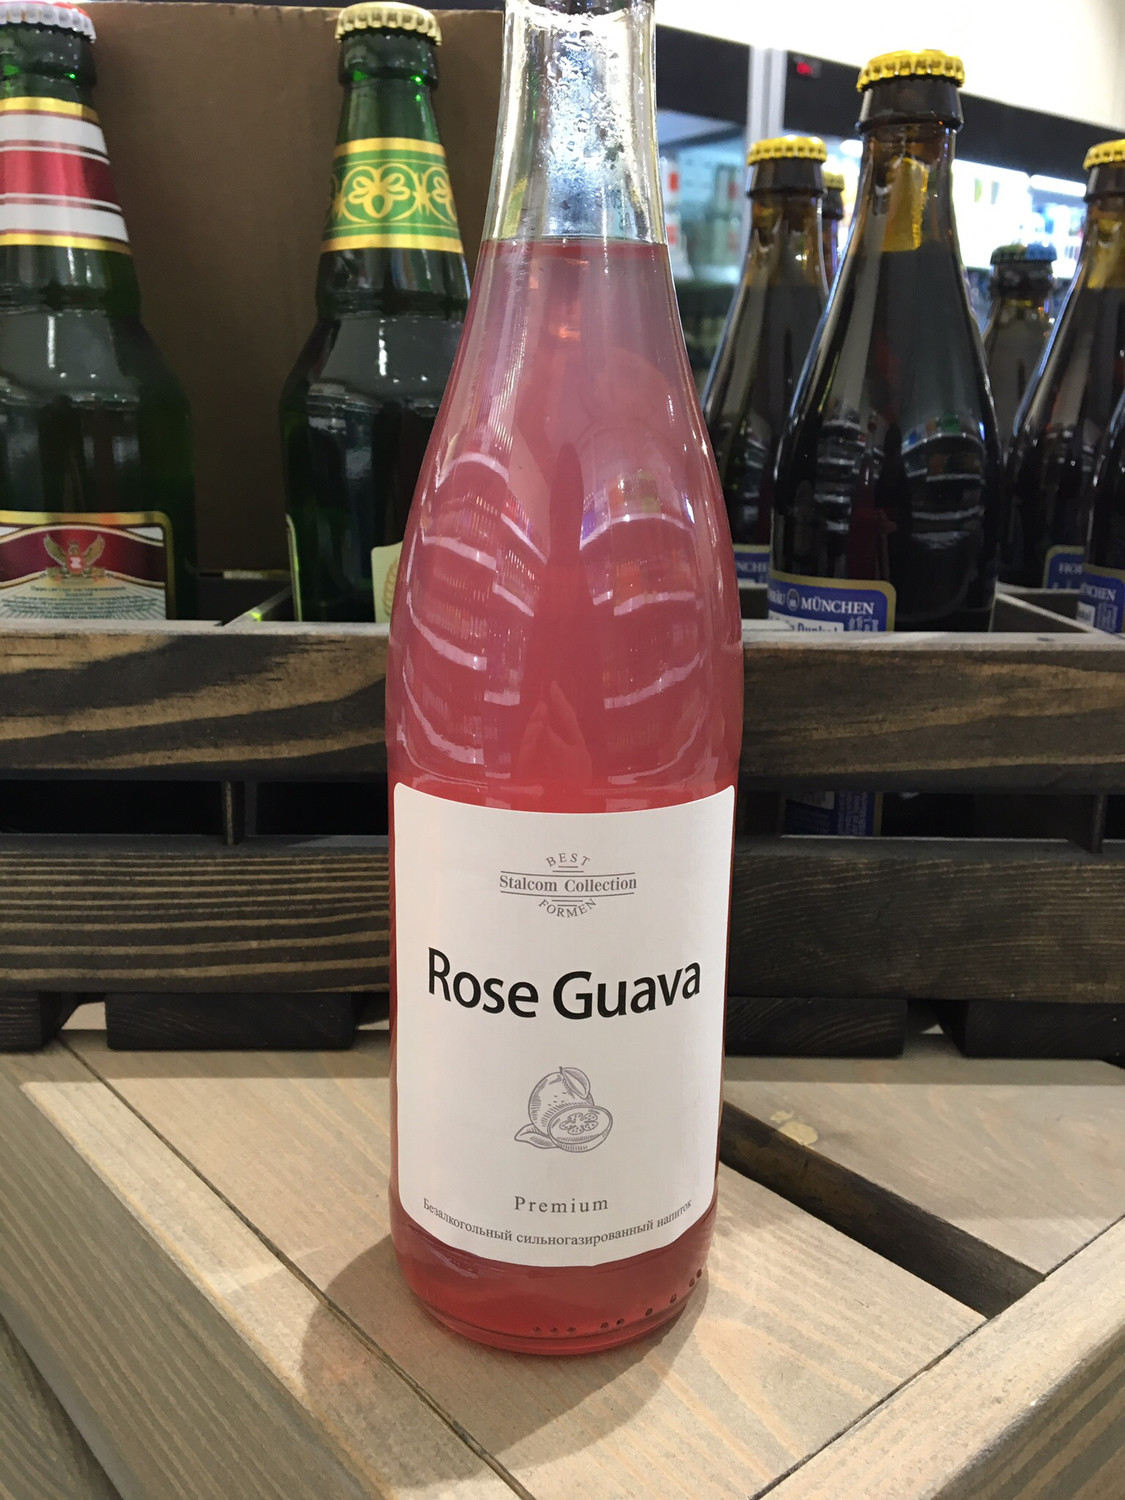 BEST
Stalcom Collection
FORMEN
Rose Guava
Premium
Безалкогольный сильногазированный напиток
MÜNCHEN